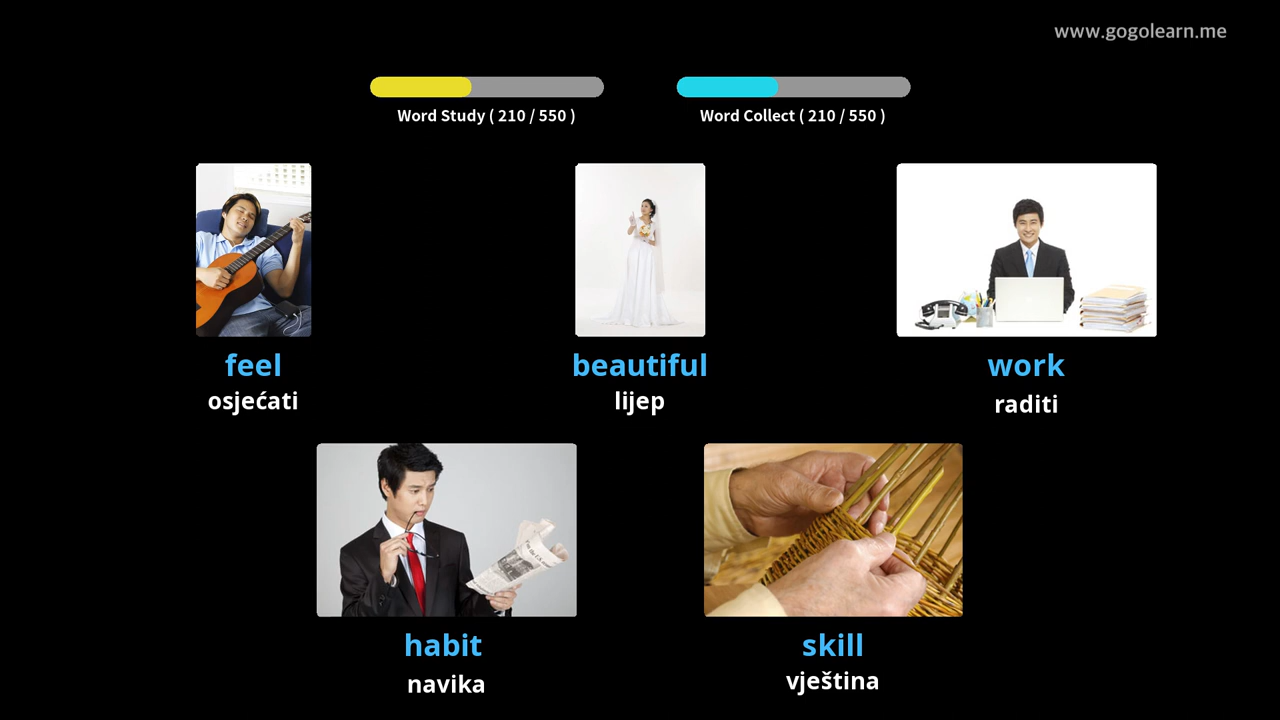 www.gogolearn.me
Word Study ( 210 / 550 )
Word Collect ( 210 / 550 )
feel
osjećati
beautiful
lijep
work
raditi
habit
navika
skill
vještina